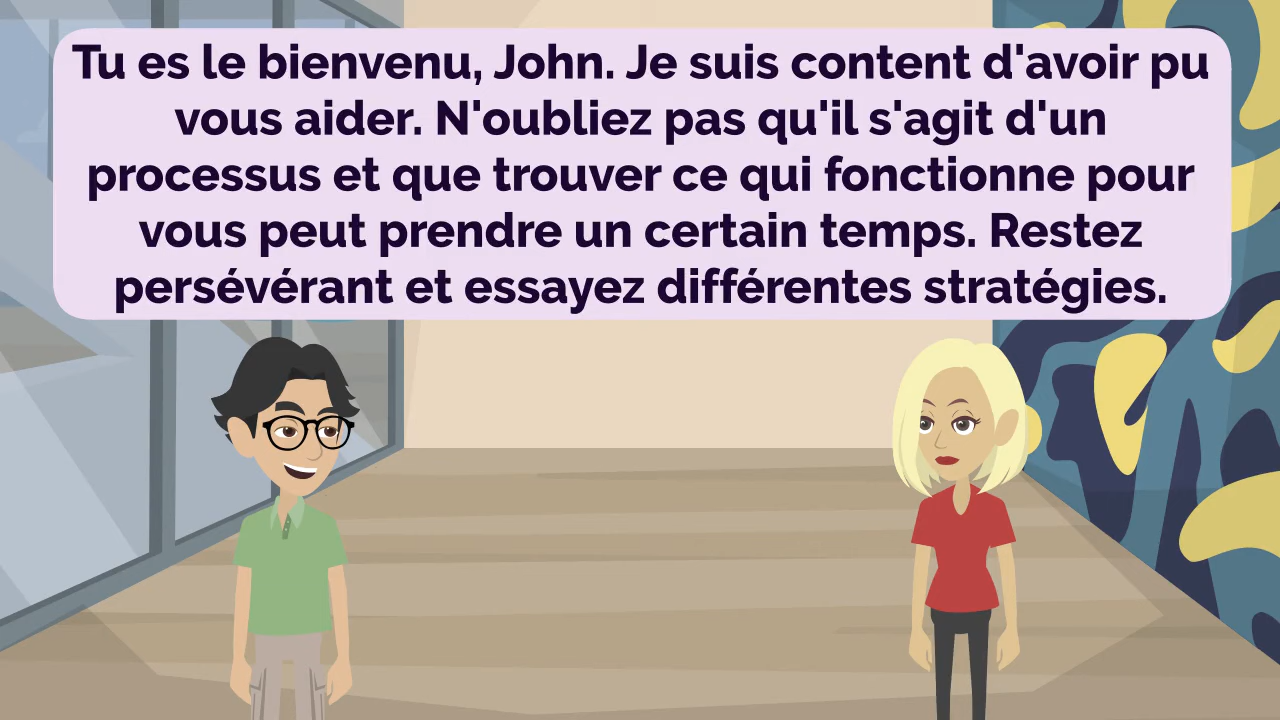 Tu es le bienvenu, John. Je suis content d'avoir pu
vous aider. N'oubliez pas qu'il s'agit d'un
processus et que trouver ce qui fonctionne pour
vous peut prendre un certain temps. Restez
persévérant et essayez différentes stratégies.